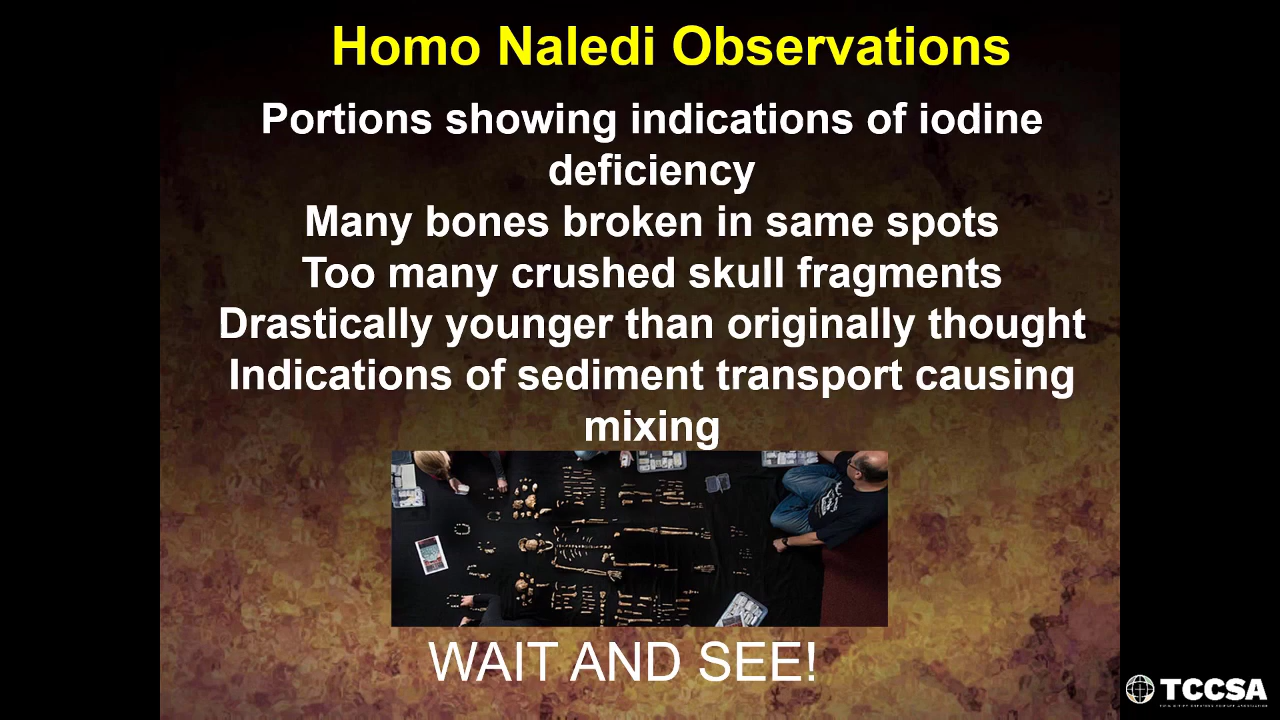 Homo Naledi Observations
Portions showing indications of iodine
deficiency
Many bones broken in same spots
Too many crushed skull fragments
Drastically younger than originally thought
Indications of sediment transport causing
mixing
WAIT AND SEE!
TCCSA